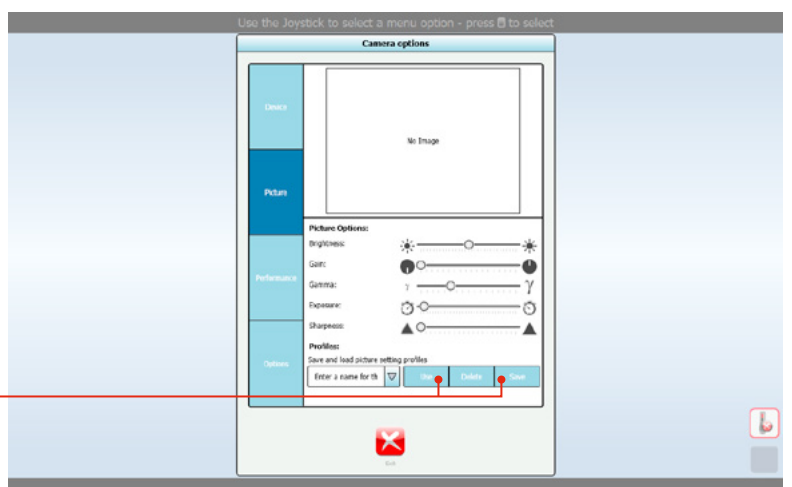 Use the Joystick to select a menu option - press to select
Camera options
Device
No Image
Picture
Picture Options:
Brightness:
Gain:
Gamma:
γ γ
Performance
Exposure:
Sharpness:
Profiles:
Save and load picture setting profiles
Options
Enter a name for th Use Delete Save
Exit